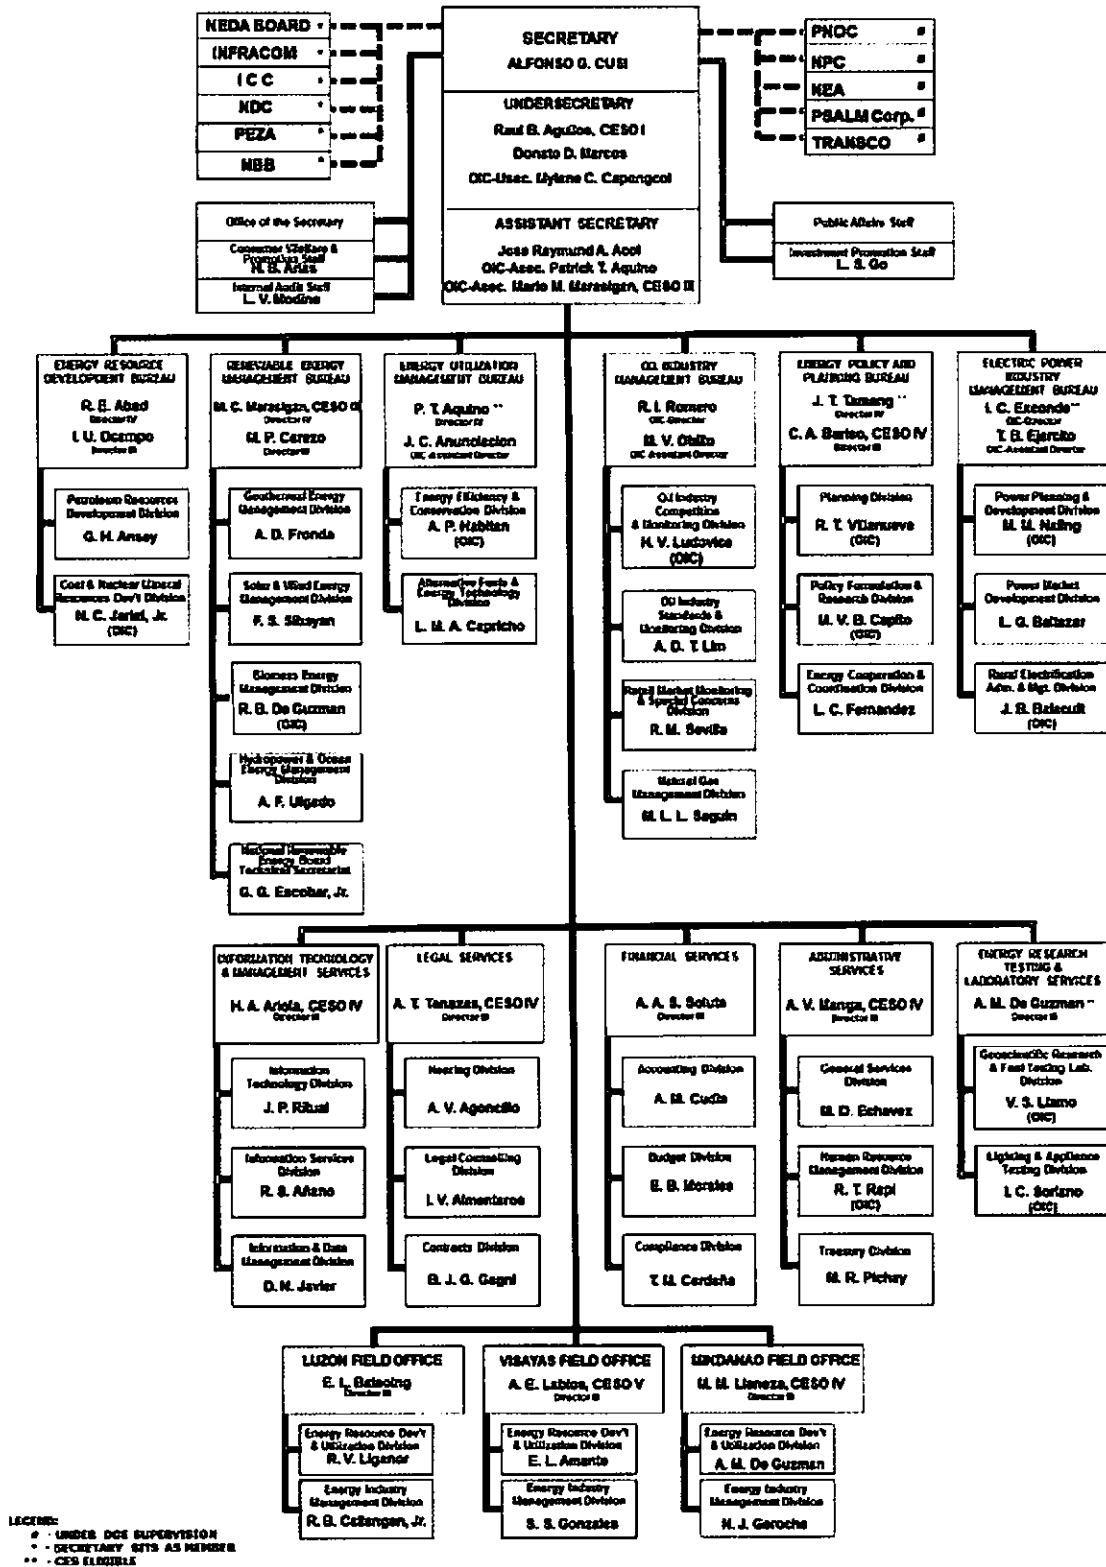 NEDA BOARD *
INFRACOM *
I C C *
NDC *
PEZA *
NBB *
SECRETARY
ALFONSO G. CUSI
UNDERSECRETARY
Raul B. Aguilos, CESO I
Donato D. Marcos
OIC-Usec. Mylene C. Capongcol
ASSISTANT SECRETARY
Jose Raymund A. Acol
OIC-Asec. Patrick T. Aquino
OIC-Asec. Mario M. Marasigan, CESO III
PNOC #
NPC #
NEA #
PSALM Corp. #
TRANSCO #
Office of the Secretary
Consumer Welfare &
Promotion Staff
N. B. Arias
Internal Audit Staff
L. V. Modina
Public Affairs Staff
Investment Promotion Staff
L. S. Go
ENERGY RESOURCE
DEVELOPMENT BUREAU
R. E. Abad
Director IV
I. U. Ocampo
Director III
Petroleum Resources
Development Division
G. H. Ansay
Coal & Nuclear Mineral
Resources Dev't Division
N. C. Jariel, Jr.
(OIC)
RENEWABLE ENERGY
MANAGEMENT BUREAU
M. C. Marasigan, CESO III
Director IV
M. P. Cerezo
Director III
Geothermal Energy
Management Division
A. D. Fronda
Solar & Wind Energy
Management Division
F. S. Sibayan
Biomass Energy
Management Division
R. B. De Guzman
(OIC)
Hydropower & Ocean
Energy Management
Division
A. F. Ulgado
National Renewable
Energy Board
Technical Secretariat
G. G. Escobar, Jr.
ENERGY UTILIZATION
MANAGEMENT BUREAU
P. T. Aquino **
Director IV
J. C. Anunciacion
OIC-Assistant Director
Energy Efficiency &
Conservation Division
A. P. Habitan
(OIC)
Alternative Fuels &
Energy Technology
Division
L. M. A. Capricho
OIL INDUSTRY
MANAGEMENT BUREAU
R. I. Romero
OIC-Director
M. V. Obillo
OIC Assistant Director
Oil Industry
Competition
& Monitoring Division
H. V. Ludovice
(OIC)
Oil Industry
Standards &
Monitoring Division
A. D. T. Lim
Retail Market Monitoring
& Special Concerns
Division
R. M. Sevilla
Natural Gas
Management Division
M. L. L. Seguin
ENERGY POLICY AND
PLANNING BUREAU
J. T. Tamang **
Director IV
C. A. Bariso, CESO IV
Director III
Planning Division
R. T. Villanueva
(OIC)
Policy Formulation &
Research Division
M. V. B. Capito
(OIC)
Energy Cooperation &
Coordination Division
L. C. Fernandez
ELECTRIC POWER
INDUSTRY
MANAGEMENT BUREAU
I. C. Exconde**
OIC-Director
T. B. Ejercito
OIC-Assistant Director
Power Planning &
Development Division
M. M. Naling
(OIC)
Power Market
Development Division
L. G. Baltazar
Rural Electrification
Adm. & Mgt. Division
J. B. Balacuit
(OIC)
INFORMATION TECHNOLOGY
& MANAGEMENT SERVICES
H. A. Ariola, CESO IV
Director III
Information
Technology Division
J. P. Ritual
Information Services
Division
R. S. Añano
Information & Data
Management Division
D. N. Javier
LEGAL SERVICES
A. T. Tanazas, CESO IV
Director III
Hearing Division
A. V. Agoncillo
Legal Counselling
Division
I. V. Almenteros
Contracts Division
B. J. G. Gagni
FINANCIAL SERVICES
A. A. S. Soluta
Director III
Accounting Division
A. M. Cudia
Budget Division
E. B. Morales
Compliance Division
T. M. Cardeña
ADMINISTRATIVE
SERVICES
A. V. Manga, CESO IV
Director III
General Services
Division
M. D. Echavez
Human Resource
Management Division
R. T. Rapi
(OIC)
Treasury Division
M. R. Pichay
ENERGY RESEARCH
TESTING &
LABORATORY SERVICES
A. M. De Guzman **
Director III
Geoscientific Research
& Fuel Testing Lab.
Division
V. S. Llamo
(OIC)
Lighting & Appliance
Testing Division
I. C. Soriano
(OIC)
LUZON FIELD OFFICE
E. L. Balaoing
Director III
Energy Resource Dev't
& Utilization Division
R. V. Liganor
Energy Industry
Management Division
R. B. Callangan, Jr.
VISAYAS FIELD OFFICE
A. E. Labios, CESO V
Director III
Energy Resource Dev't
& Utilization Division
E. L. Amante
Energy Industry
Management Division
S. S. Gonzales
MINDANAO FIELD OFFICE
M. M. Llaneza, CESO IV
Director III
Energy Resource Dev't
& Utilization Division
A. M. De Guzman
Energy Industry
Management Division
N. J. Geroche
LEGEND:
# - UNDER DOE SUPERVISION
* - SECRETARY SITS AS MEMBER
** - CES ELIGIBLE